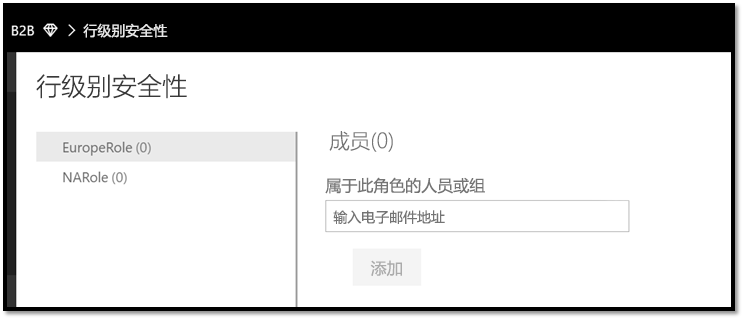 B2B > 行级别安全性
行级别安全性
EuropeRole (0)
NARole (0)
成员(0)
属于此角色的人员或组
输入电子邮件地址
添加